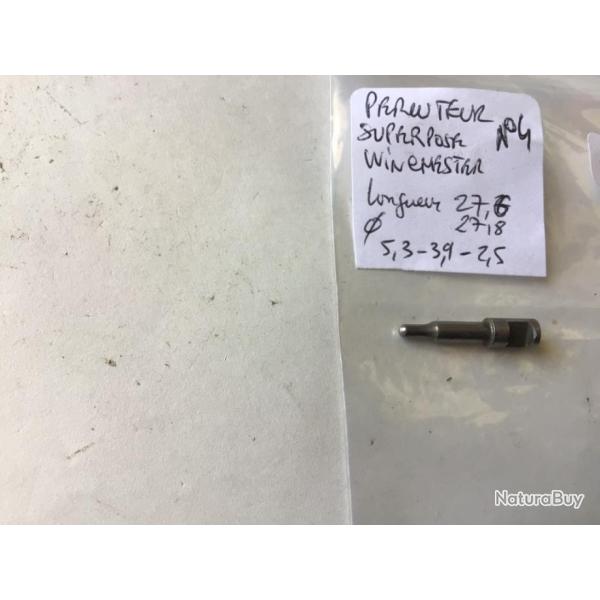 PERCUTEUR
SUPERPOSE N°4
WINCHESTER
longueur 27,6
27,8
Ø
5,3-3,9-2,5
NaturaBuy